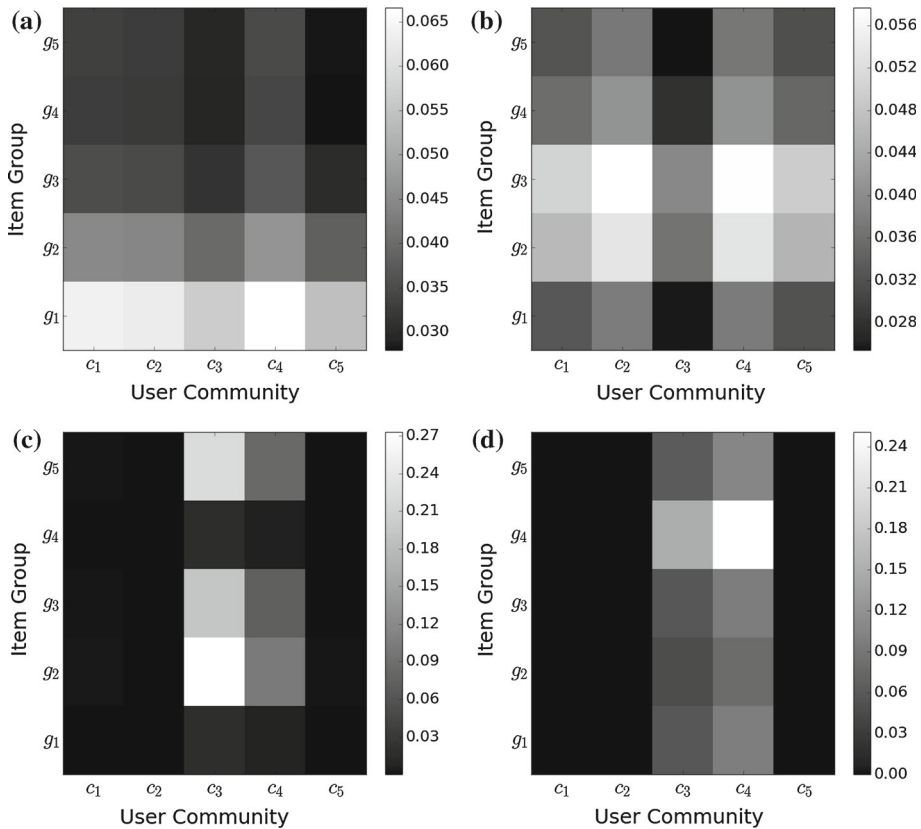 (a)
Item Group
g5
g4
g3
g2
g1
c1 c2 c3 c4 c5
User Community
0.065
0.060
0.055
0.050
0.045
0.040
0.035
0.030
(b)
Item Group
g5
g4
g3
g2
g1
c1 c2 c3 c4 c5
User Community
0.056
0.052
0.048
0.044
0.040
0.036
0.032
0.028
(c)
Item Group
g5
g4
g3
g2
g1
c1 c2 c3 c4 c5
User Community
0.27
0.24
0.21
0.18
0.15
0.12
0.09
0.06
0.03
(d)
Item Group
g5
g4
g3
g2
g1
c1 c2 c3 c4 c5
User Community
0.24
0.21
0.18
0.15
0.12
0.09
0.06
0.03
0.00